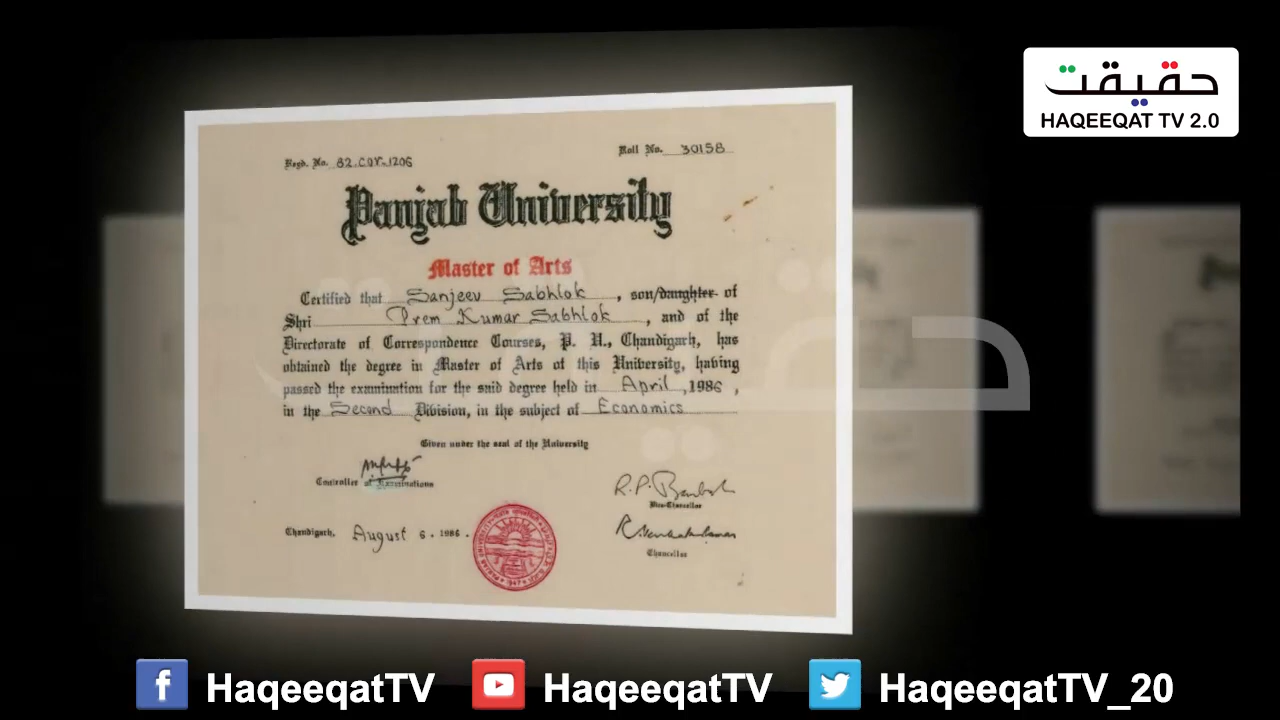 حقیقت
HAQEEQAT TV 2.0
Regd. No. 82.COY.1206
Roll No. 30158
Panjab University
Master of Arts
Certified that Sanjeev Sabhlok, son/daughter of
Shri Prem Kumar Sabhlok, and of the
Directorate of Correspondence Courses, P. U., Chandigarh, has
obtained the degree in Master of Arts of this University, having
passed the examination for the said degree held in April, 1986,
in the Second Division, in the subject of Economics
Given under the seal of the University
Controller of Examinations
Vice-Chancellor
Chandigarh, August 6, 1986.
Chancellor
HaqeeqatTV
HaqeeqatTV
HaqeeqatTV_20